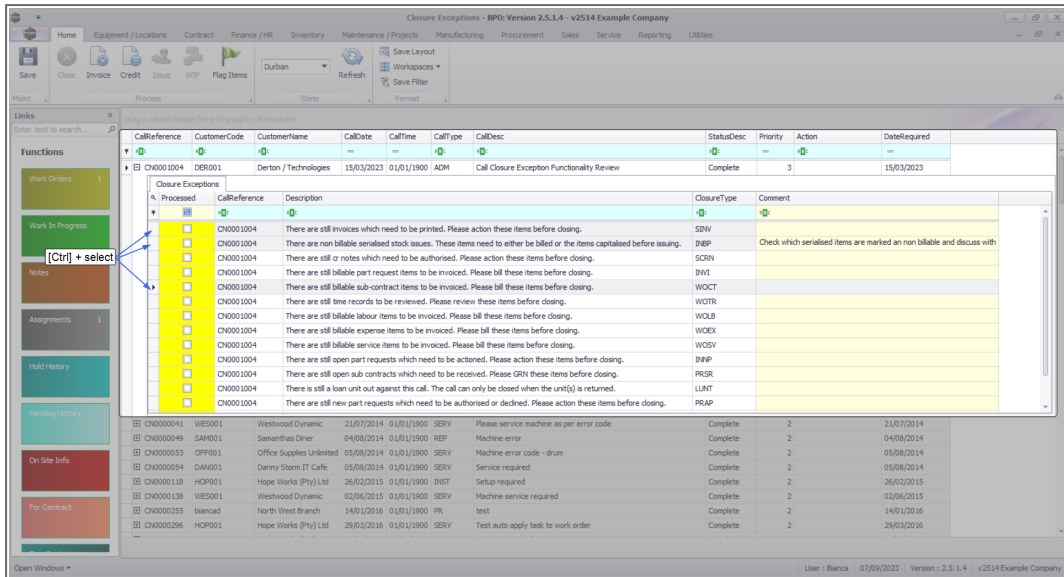 Closure Exceptions - BPO: Version 2.5.1.4 - v2514 Example Company
Home Equipment / Locations Contract Finance / HR Inventory Maintenance / Projects Manufacturing Procurement Sales Service Reporting Utilities
Save Close Invoice Credit Issue WIP Flag Items Durban Refresh Save Layout
Workspaces
Save Filter
Maint... Process State Format
Links
Enter text to search...
Drag a column header here to group by that column
Functions
Work Orders 1
Work In Progress
Notes
Assignments 1
Hold History
Pending History
On Site Info
For Contract
CallReference CustomerCode CustomerName CallDate CallTime CallType CallDesc StatusDesc Priority Action DateRequired
CN0001004 DER001 Derton / Technologies 15/03/2023 01/01/1900 ADM Call Closure Exception Functionality Review Complete 3 15/03/2023
Closure Exceptions
Processed CallReference Description ClosureType Comment
CN0001004 There are still invoices which need to be printed. Please action these items before closing. SINV
CN0001004 There are non billable serialised stock issues. These items need to either be billed or the items capitalised before issuing. INBP Check which serialised items are marked an non billable and discuss with
[Ctrl] + select
CN0001004 There are still cr notes which need to be authorised. Please action these items before closing. SCRN
CN0001004 There are still billable part request items to be invoiced. Please bill these items before closing. INVI
CN0001004 There are still billable sub-contract items to be invoiced. Please bill these items before closing. WOCT
CN0001004 There are still time records to be reviewed. Please review these items before closing. WOTR
CN0001004 There are still billable labour items to be invoiced. Please bill these items before closing. WOLB
CN0001004 There are still billable expense items to be invoiced. Please bill these items before closing. WOEX
CN0001004 There are still billable service items to be invoiced. Please bill these items before closing. WOSV
CN0001004 There are still open part requests which need to be actioned. Please action these items before closing. INNP
CN0001004 There are still open sub contracts which need to be received. Please GRN these items before closing. PRSR
CN0001004 There is still a loan unit out against this call. The call can only be closed when the unit(s) is returned. LUNT
CN0001004 There are still new part requests which need to be authorised or declined. Please action these items before closing. PRAP
CN0000041 WES001 Westwood Dynamic 21/07/2014 01/01/1900 SERV Please service machine as per error code Complete 2 21/07/2014
CN0000049 SAM001 Samanthas Diner 04/08/2014 01/01/1900 REP Machine error Complete 2 04/08/2014
CN0000053 OFF001 Office Supplies Unlimited 05/08/2014 01/01/1900 SERV Machine error code - drum Complete 2 05/08/2014
CN0000054 DAN001 Danny Storm IT Cafe 05/08/2014 01/01/1900 SERV Service required Complete 2 05/08/2014
CN0000118 HOP001 Hope Works (Pty) Ltd 26/02/2015 01/01/1900 INST Setup required Complete 2 26/02/2015
CN0000138 WES001 Westwood Dynamic 02/06/2015 01/01/1900 SERV Machine service required Complete 2 02/06/2015
CN0000255 biancad North West Branch 14/01/2016 01/01/1900 PR test Complete 2 14/01/2016
CN0000296 HOP001 Hope Works (Pty) Ltd 29/03/2016 01/01/1900 SERV Test auto apply task to work order Complete 2 29/03/2016
Open Windows User : Bianca 07/09/2023 Version : 2.5.1.4 v2514 Example Company